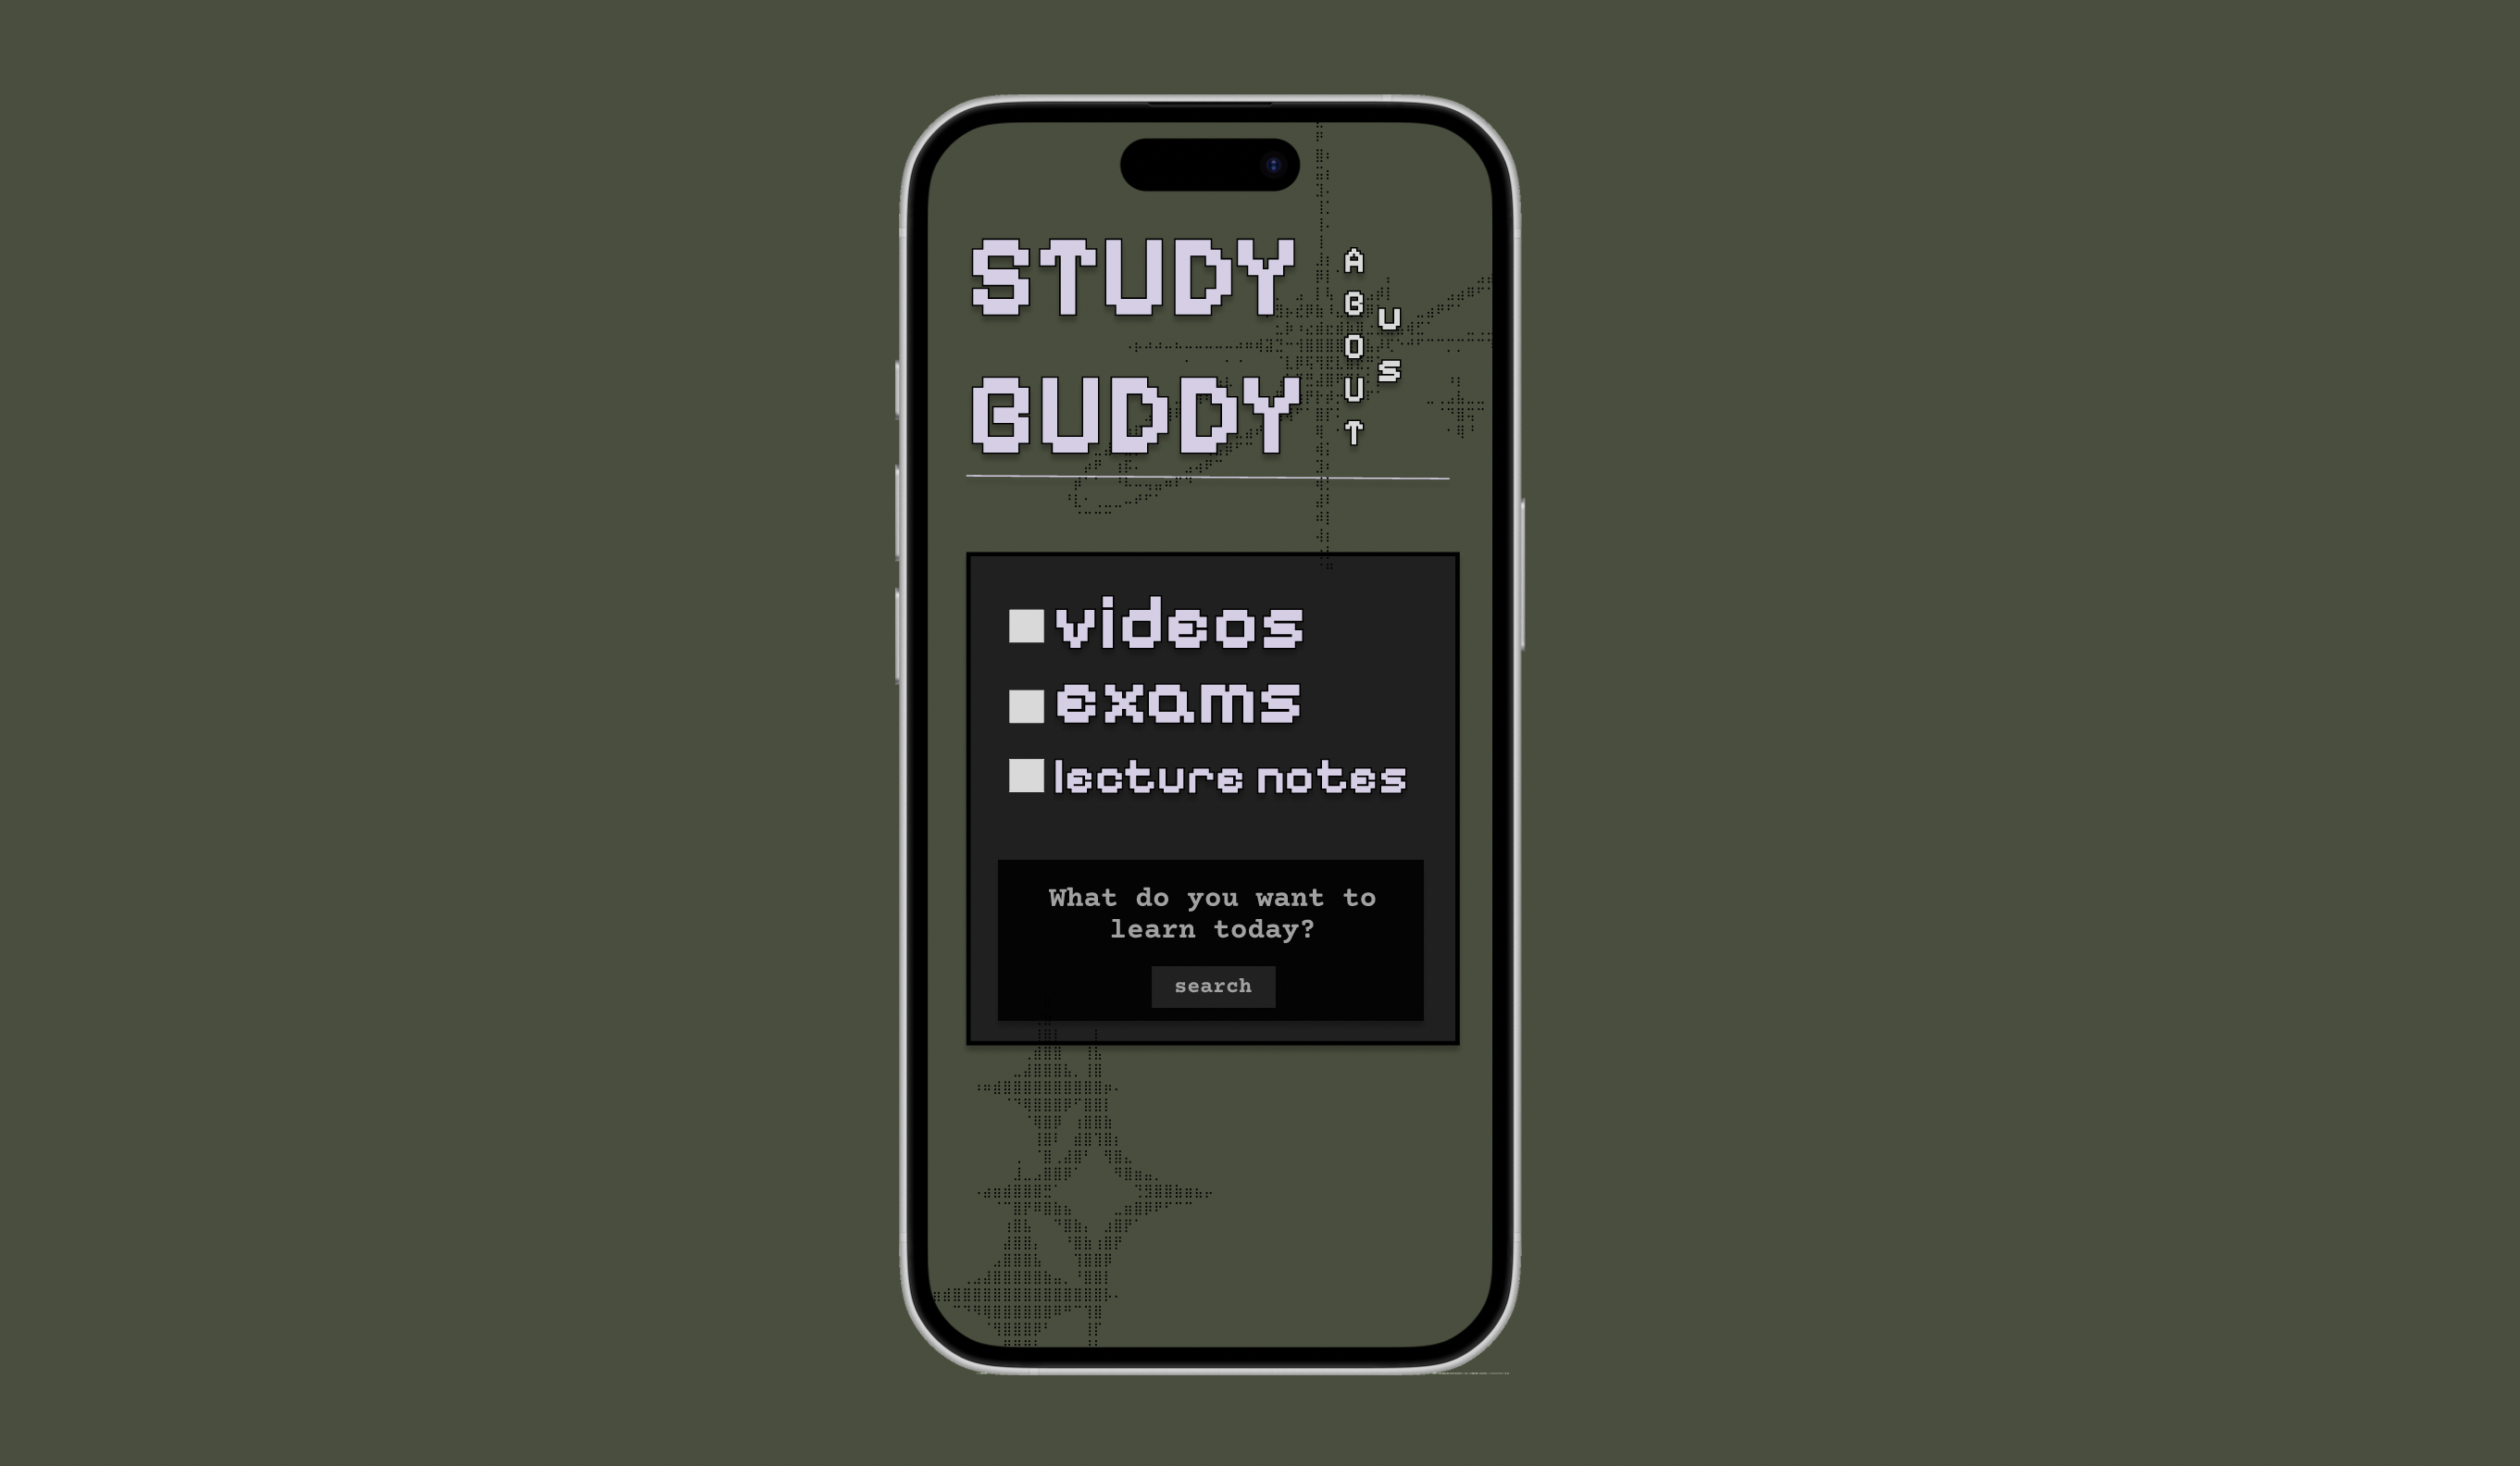 STUDY
BUDDY
ABOUT
US
videos
exams
lecture notes
What do you want to
learn today?
search